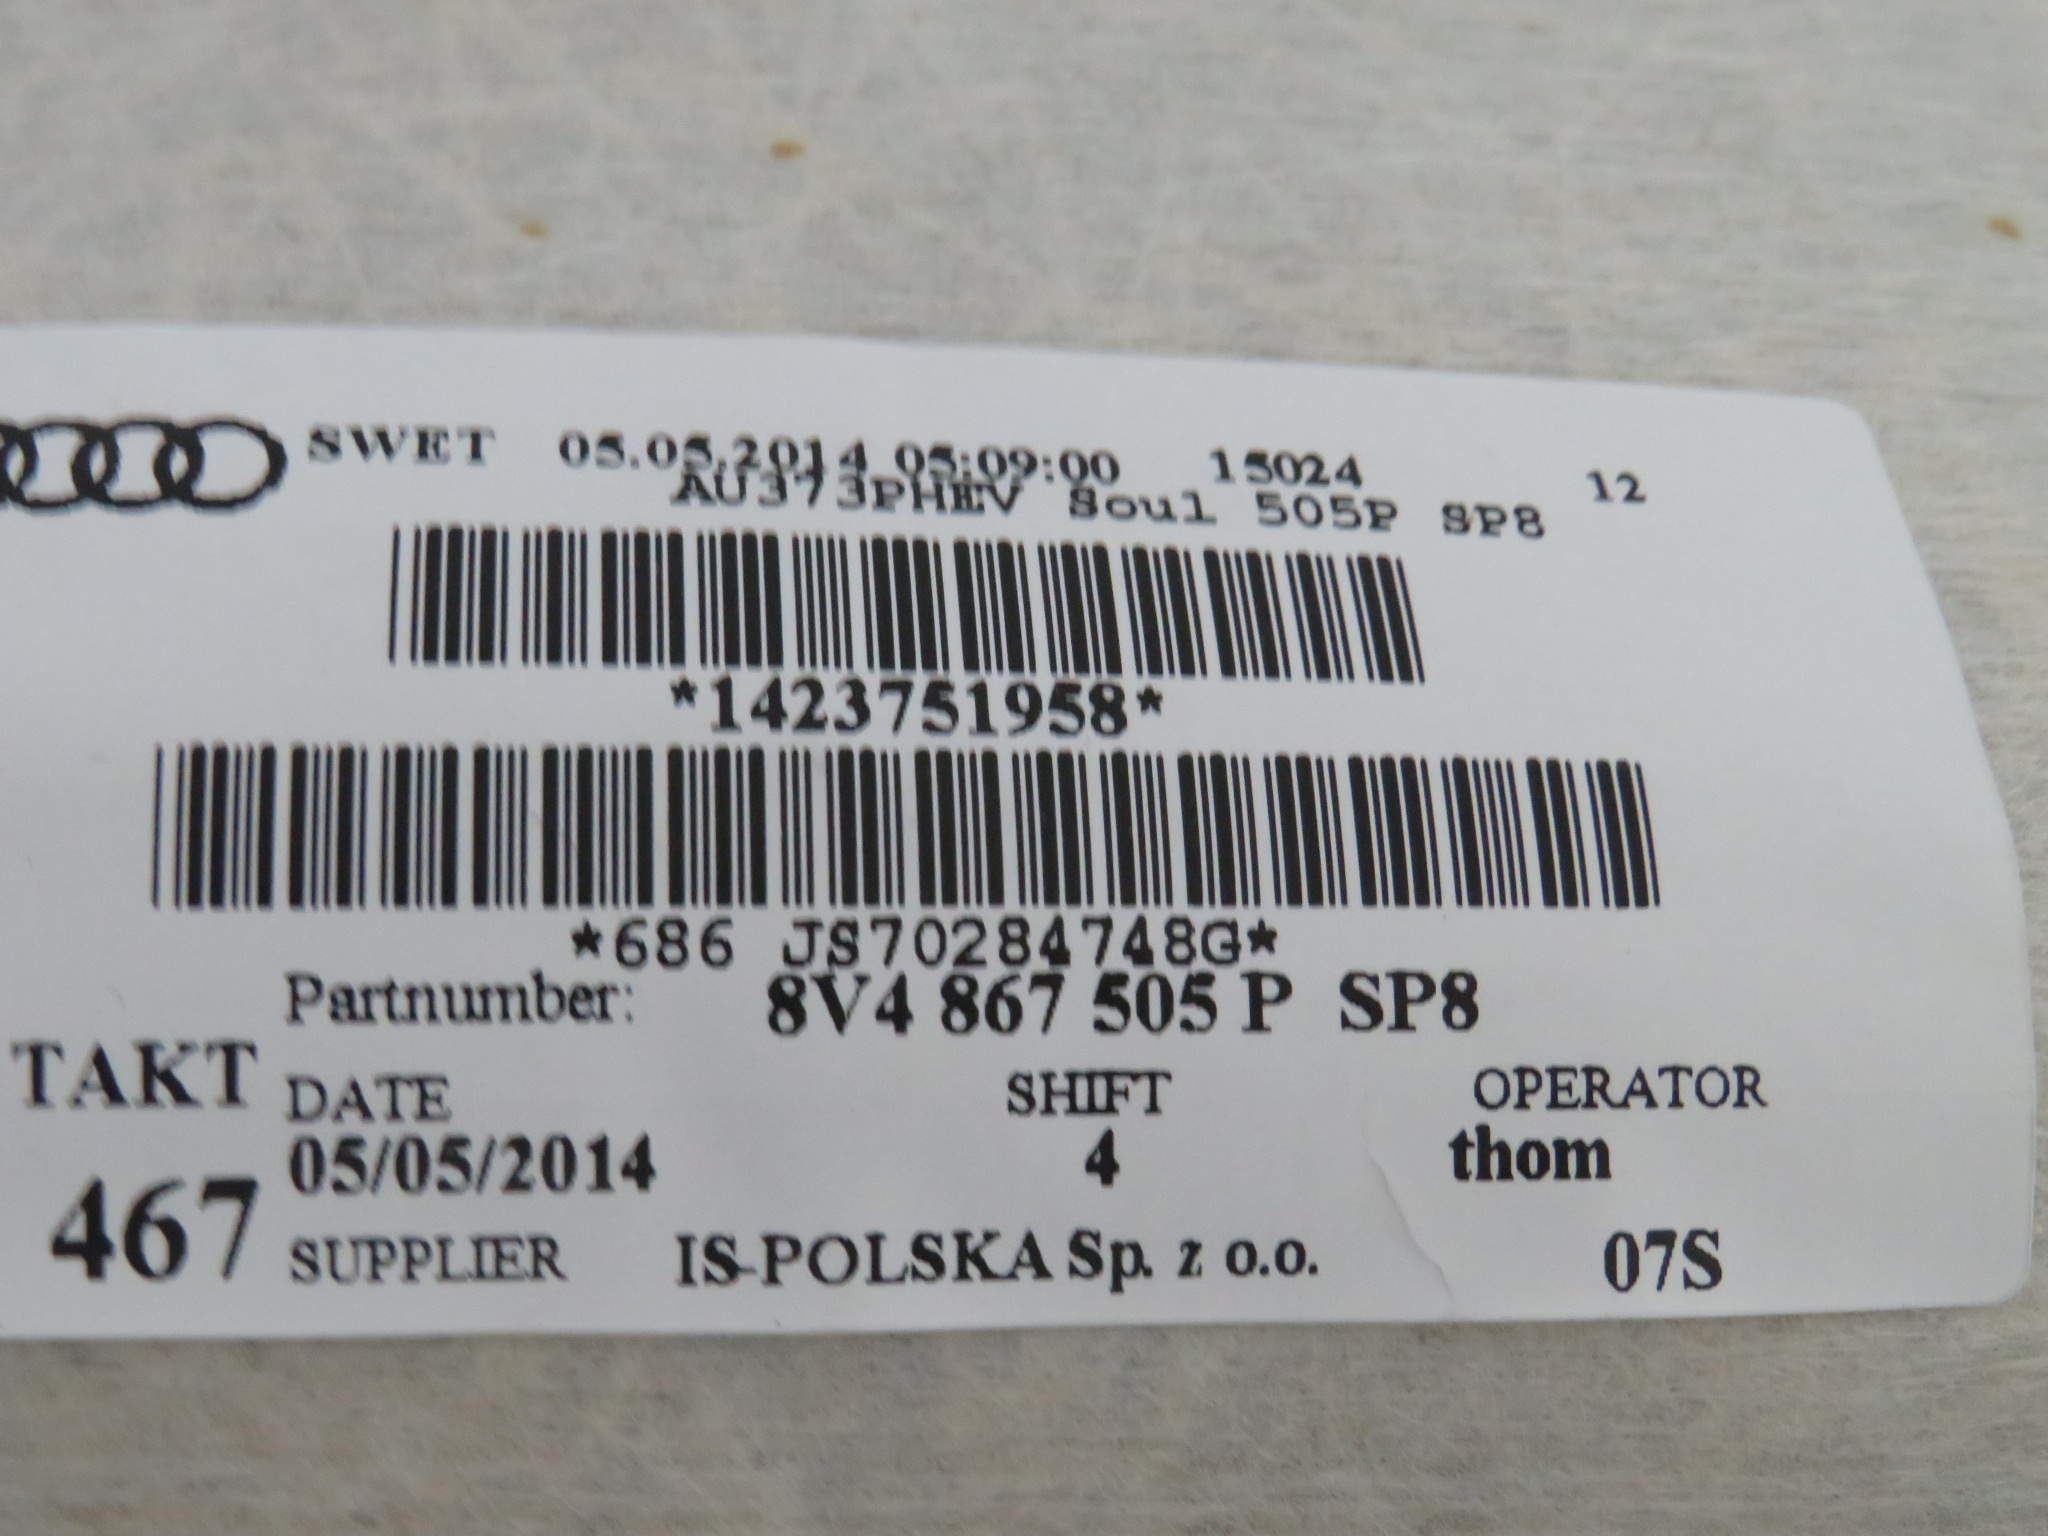 SWET 05.05.2014 05:09:00 15024 12
AU373PHEV Soul 505P SP8
*1423751958*
*686 JS70284748G*
Partnumber: 8V4 867 505 P SP8
TAKT DATE SHIFT OPERATOR
05/05/2014 4 thom
467 SUPPLIER IS-POLSKA Sp. z o.o. 07S